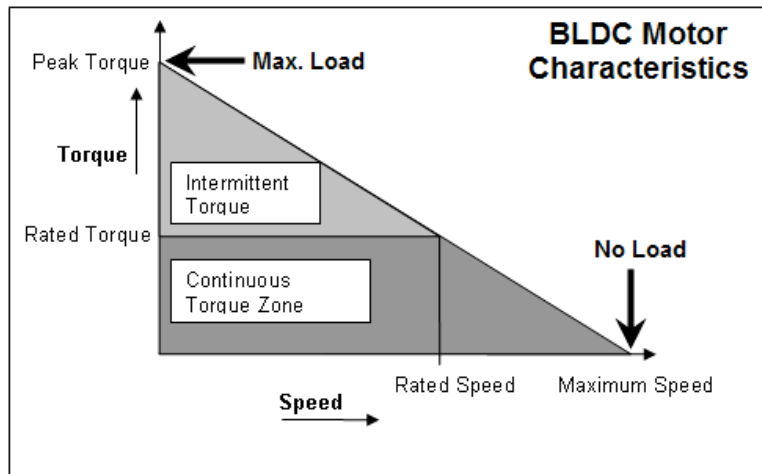 BLDC Motor
Characteristics
Peak Torque
Max. Load
Torque
Intermittent
Torque
Rated Torque
No Load
Continuous
Torque Zone
Rated Speed
Maximum Speed
Speed